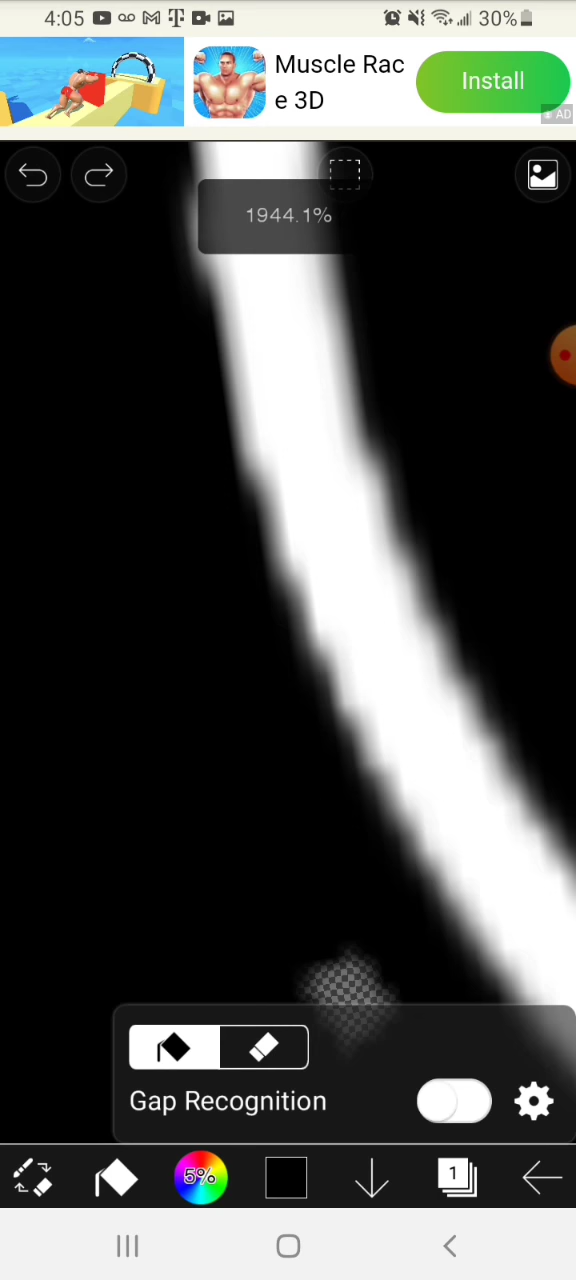 4:05
30%
Muscle Rac
e 3D
Install
AD
1944.1%
Gap Recognition
5%
1